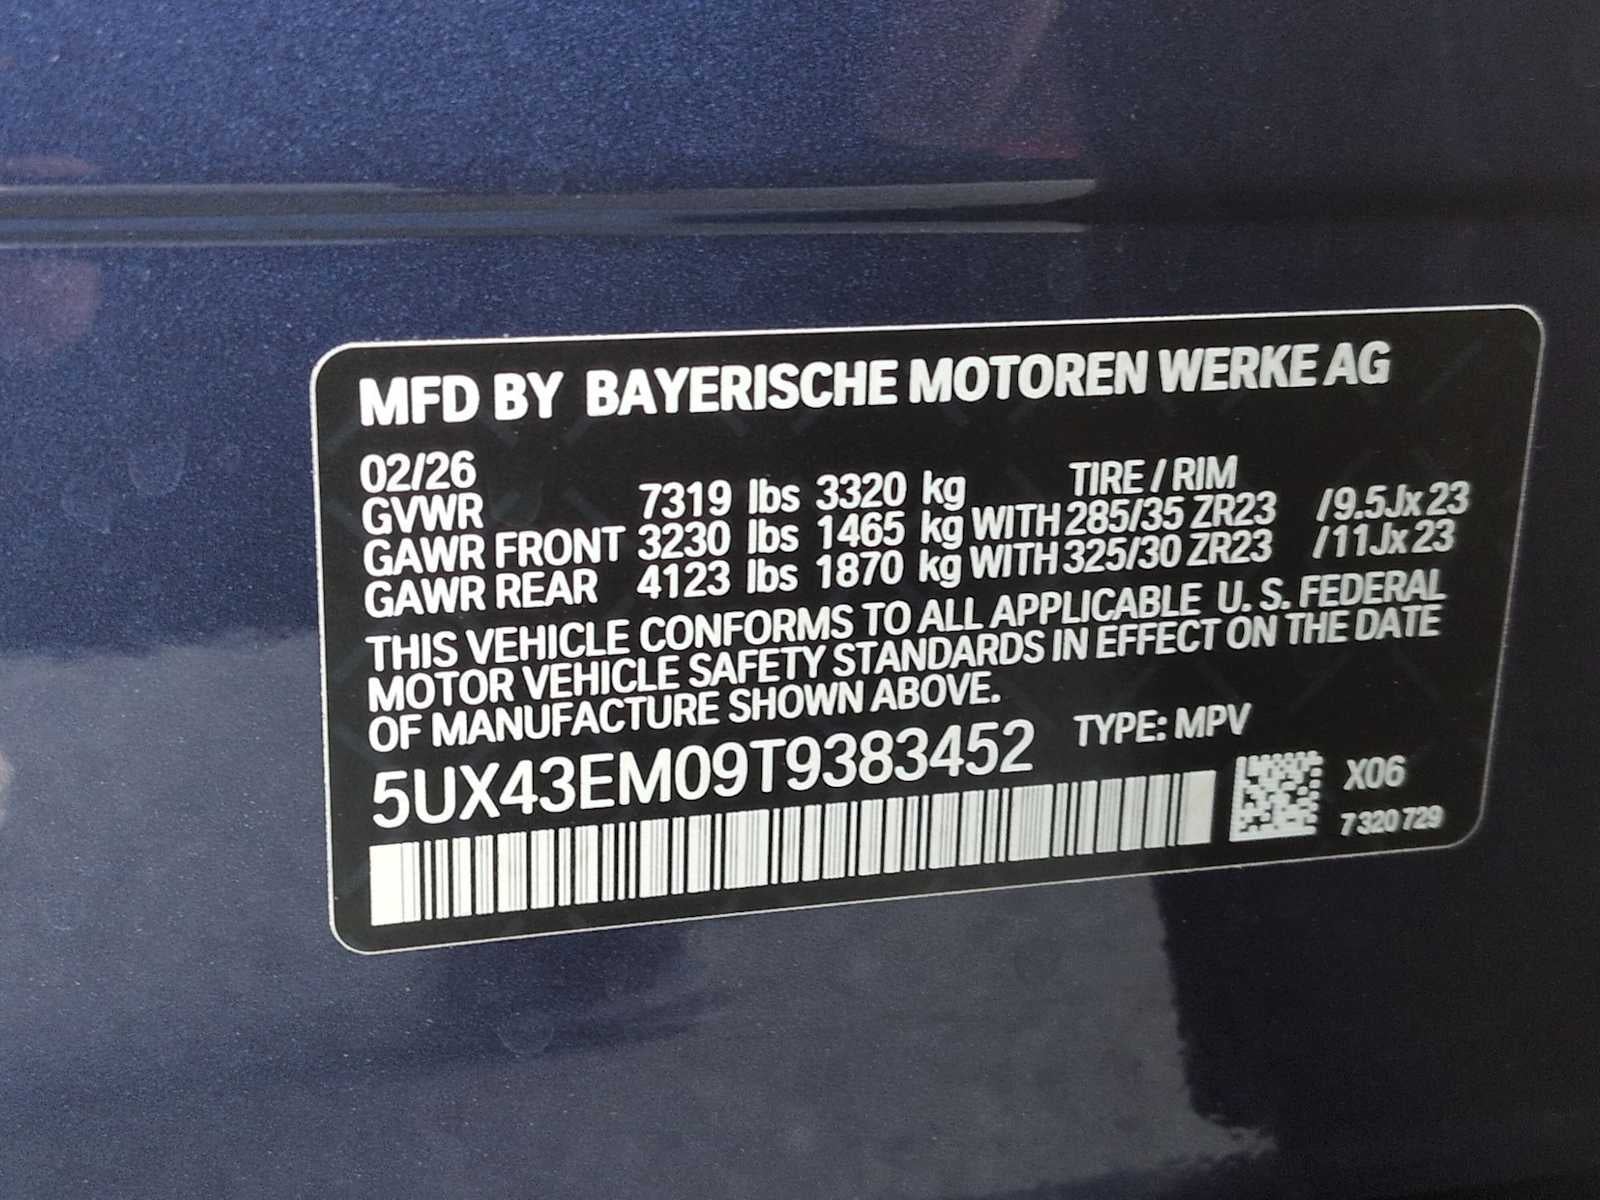 MFD BY BAYERISCHE MOTOREN WERKE AG
02/26 TIRE / RIM
GVWR 7319 lbs 3320 kg
GAWR FRONT 3230 lbs 1465 kg WITH 285/35 ZR23 /9.5Jx23
GAWR REAR 4123 lbs 1870 kg WITH 325/30 ZR23 /11Jx23
THIS VEHICLE CONFORMS TO ALL APPLICABLE U. S. FEDERAL
MOTOR VEHICLE SAFETY STANDARDS IN EFFECT ON THE DATE
OF MANUFACTURE SHOWN ABOVE.
5UX43EM09T9383452 TYPE: MPV
X06
7 320 729